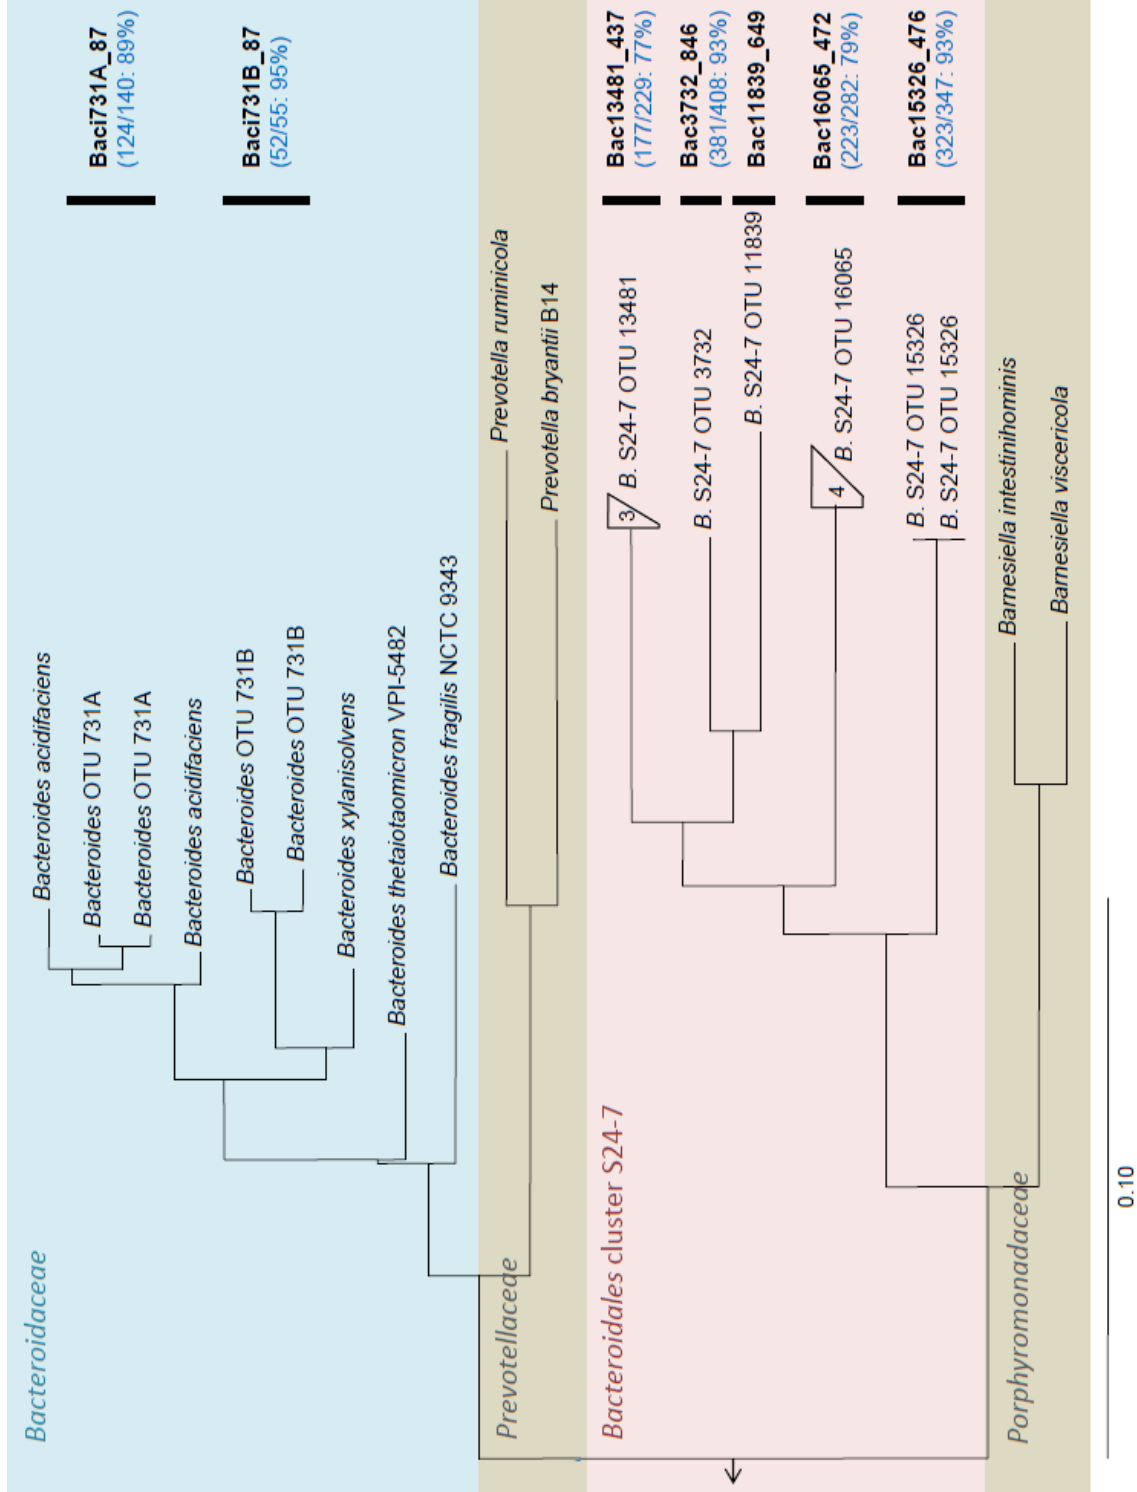 Bacteroidaceae
Bacteroides acidifaciens
Bacteroides OTU 731A
Bacteroides OTU 731A
Bacteroides acidifaciens
Bacteroides OTU 731B
Bacteroides OTU 731B
Bacteroides xylanisolvens
Bacteroides thetaiotaomicron VPI-5482
Bacteroides fragilis NCTC 9343
Baci731A_87
(124/140: 89%)
Baci731B_87
(52/55: 95%)
Prevotellaceae
Prevotella ruminicola
Prevotella bryantii B14
Bacteroidales cluster S24-7
3
B. S24-7 OTU 13481
B. S24-7 OTU 3732
B. S24-7 OTU 11839
4
B. S24-7 OTU 16065
B. S24-7 OTU 15326
B. S24-7 OTU 15326
Bac13481_437
(177/229: 77%)
Bac3732_846
(381/408: 93%)
Bac11839_649
Bac16065_472
(223/282: 79%)
Bac15326_476
(323/347: 93%)
Porphyromonadaceae
Barnesiella intestinihominis
Barnesiella viscericola
0.10